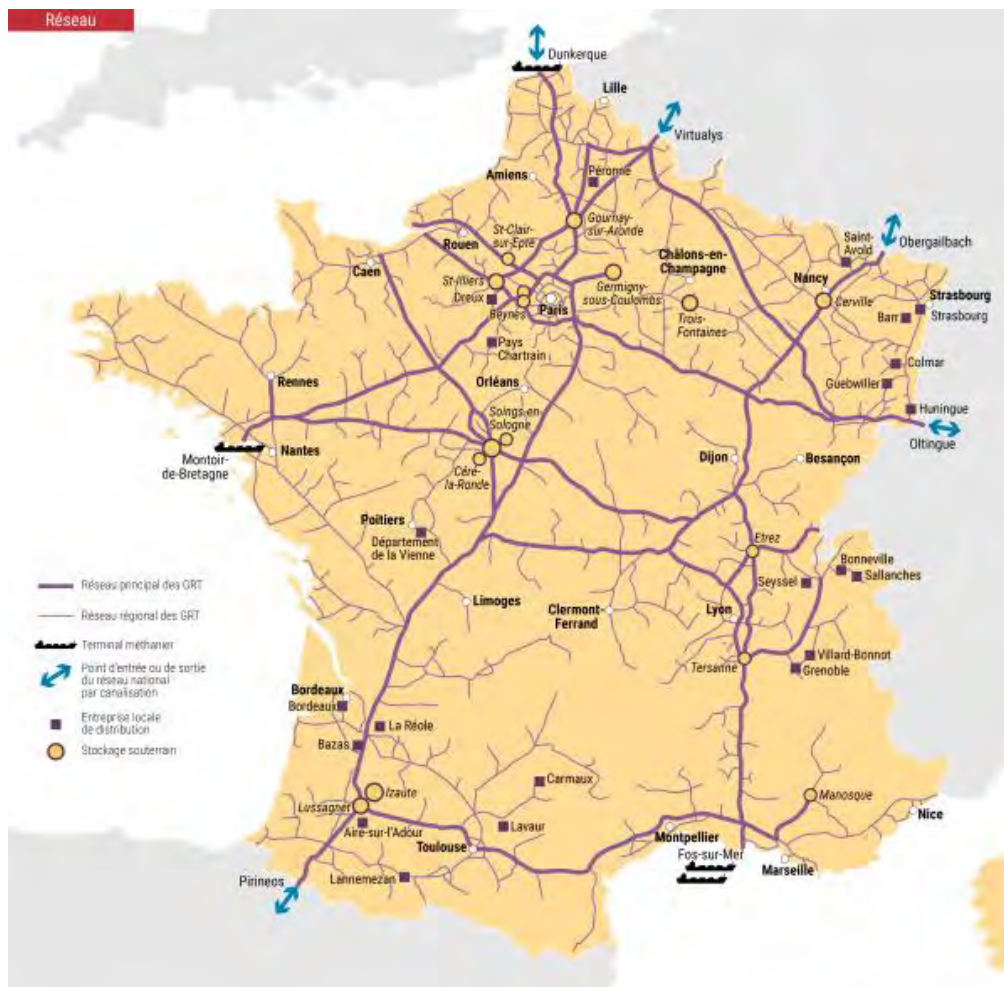 Réseau
Dunkerque
Lille
Virtualys
Amiens
Péronne
Gournay-
sur-Aronde
St-Clair-
sur-Epte
Rouen
Caen
St-Illiers
Dreux
Beynes
Paris
Germigny-
sous-Coulombs
Châlons-en-
Champagne
Trois-
Fontaines
Saint-
Avold
Obergailbach
Nancy
Cerville
Strasbourg
Strasbourg
Barr
Colmar
Guebwiller
Huningue
Oltingue
Pays
Chartrain
Orléans
Rennes
Soings-en-
Sologne
Montoir-
de-Bretagne
Nantes
Céré-
la-Ronde
Dijon
Besançon
Poitiers
Département
de la Vienne
Etrez
Bonneville
Sallanches
Seyssel
Limoges
Clermont-
Ferrand
Lyon
Tersanne
Villard-Bonnot
Grenoble
Réseau principal des GRT
Réseau régional des GRT
Terminal méthanier
Point d'entrée ou de sortie
du réseau national
par canalisation
Entreprise locale
de distribution
Stockage souterrain
Bordeaux
Bordeaux
La Réole
Bazas
Izaute
Lussagnet
Aire-sur-l'Adour
Carmaux
Lavaur
Toulouse
Lannemezan
Pirineos
Montpellier
Fos-sur-Mer
Marseille
Manosque
Nice